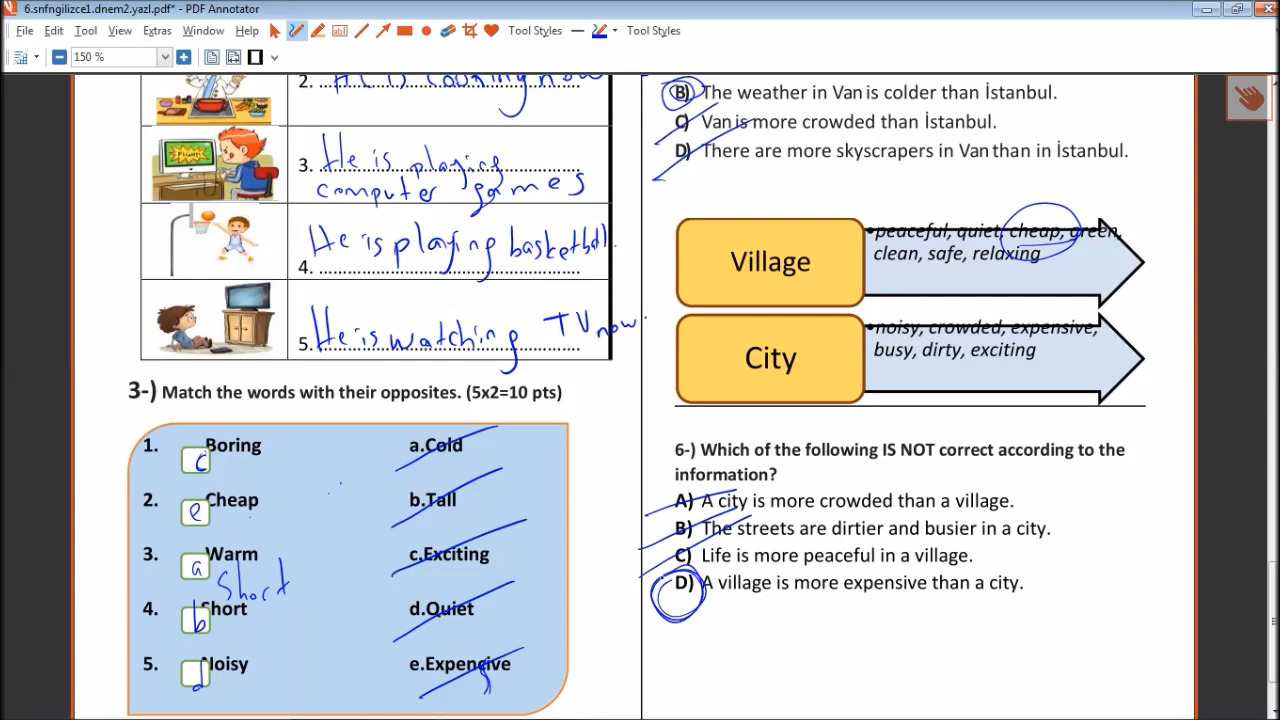 6.snfngilizce1.dnem2.yazl.pdf* - PDF Annotator
File Edit Tool View Extras Window Help Tool Styles Tool Styles
150 %
2. He is cooking now
3. He is playing
computer games
He is playing basketball.
4.
5. He is watching TV now.
3-) Match the words with their opposites. (5x2=10 pts)
1. c Boring a.Cold
2. e Cheap b.Tall
3. a Warm c.Exciting
Short
4. b Short d.Quiet
5. d Noisy e.Expensive
B) The weather in Van is colder than İstanbul.
C) Van is more crowded than İstanbul.
D) There are more skyscrapers in Van than in İstanbul.
Village
•peaceful, quiet, cheap, green,
clean, safe, relaxing
City
•noisy, crowded, expensive,
busy, dirty, exciting
6-) Which of the following IS NOT correct according to the
information?
A) A city is more crowded than a village.
B) The streets are dirtier and busier in a city.
C) Life is more peaceful in a village.
D) A village is more expensive than a city.